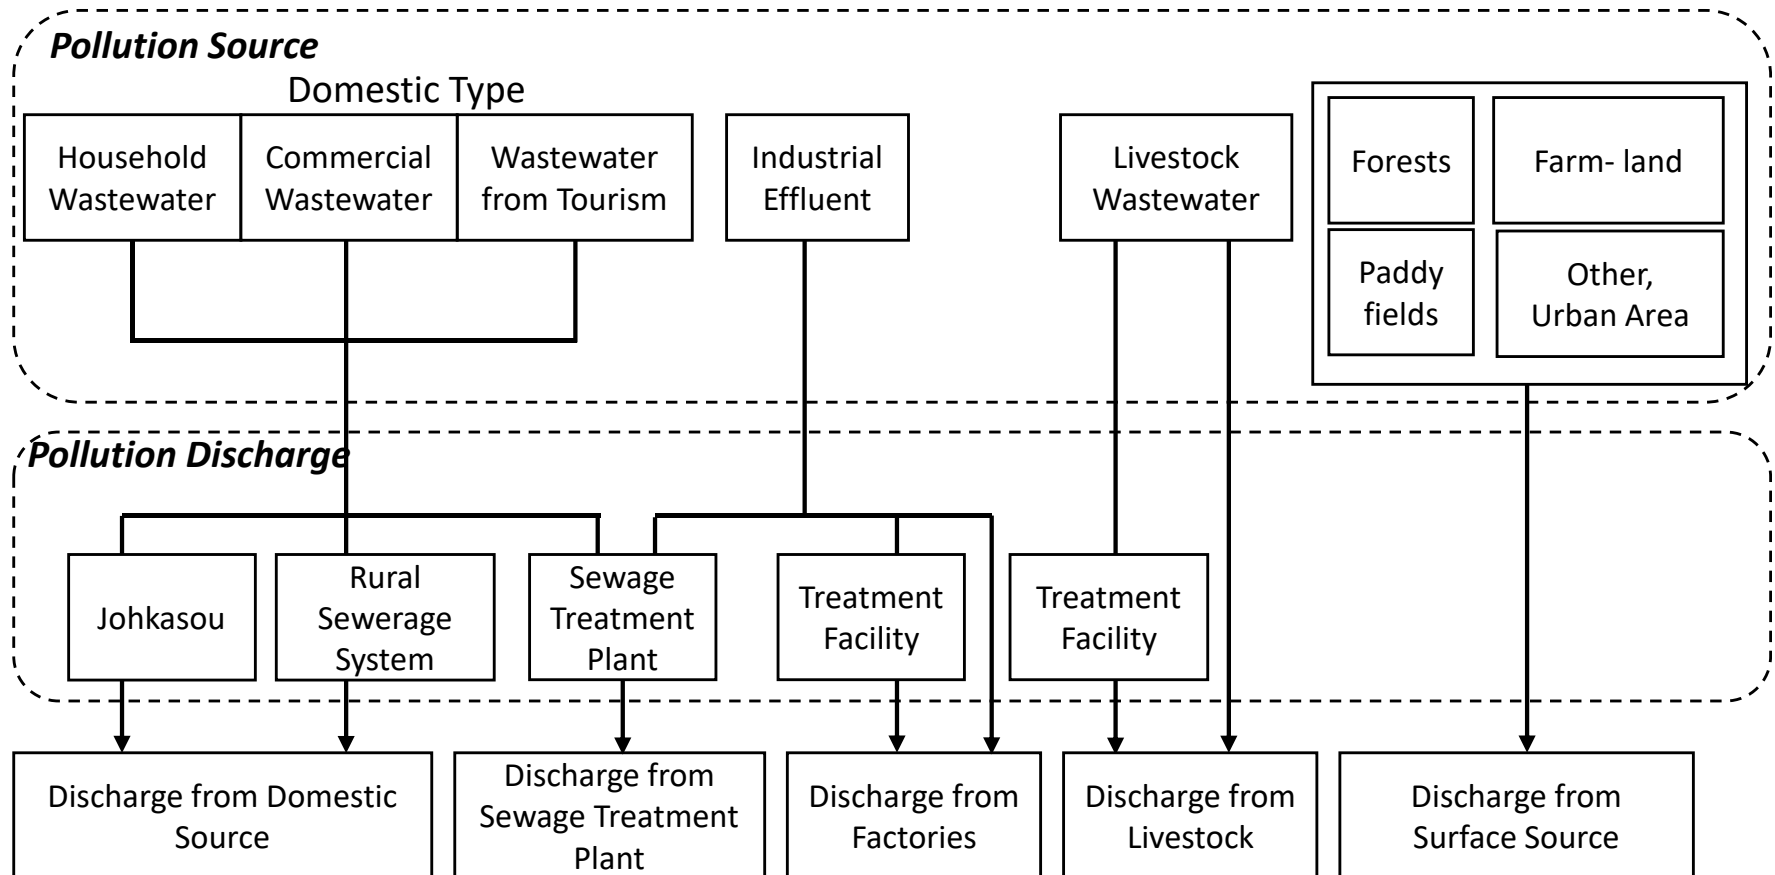 Pollution Source
Domestic Type
Household
Wastewater
Commercial
Wastewater
Wastewater
from Tourism
Industrial
Effluent
Livestock
Wastewater
Forests
Farm- land
Paddy
fields
Other,
Urban Area
Pollution Discharge
Johkasou
Rural
Sewerage
System
Sewage
Treatment
Plant
Treatment
Facility
Treatment
Facility
Discharge from Domestic
Source
Discharge from
Sewage Treatment
Plant
Discharge from
Factories
Discharge from
Livestock
Discharge from
Surface Source